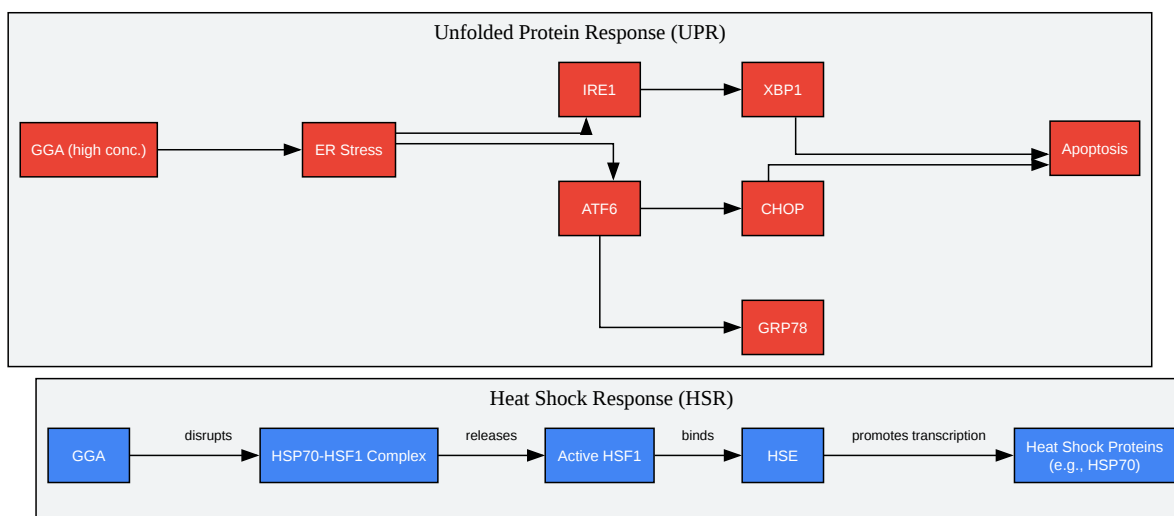 Unfolded Protein Response (UPR)
IRE1
XBP1
GGA (high conc.)
ER Stress
Apoptosis
ATF6
CHOP
GRP78
Heat Shock Response (HSR)
GGA
disrupts
HSP70-HSF1 Complex
releases
Active HSF1
binds
HSE
promotes transcription
Heat Shock Proteins
(e.g., HSP70)